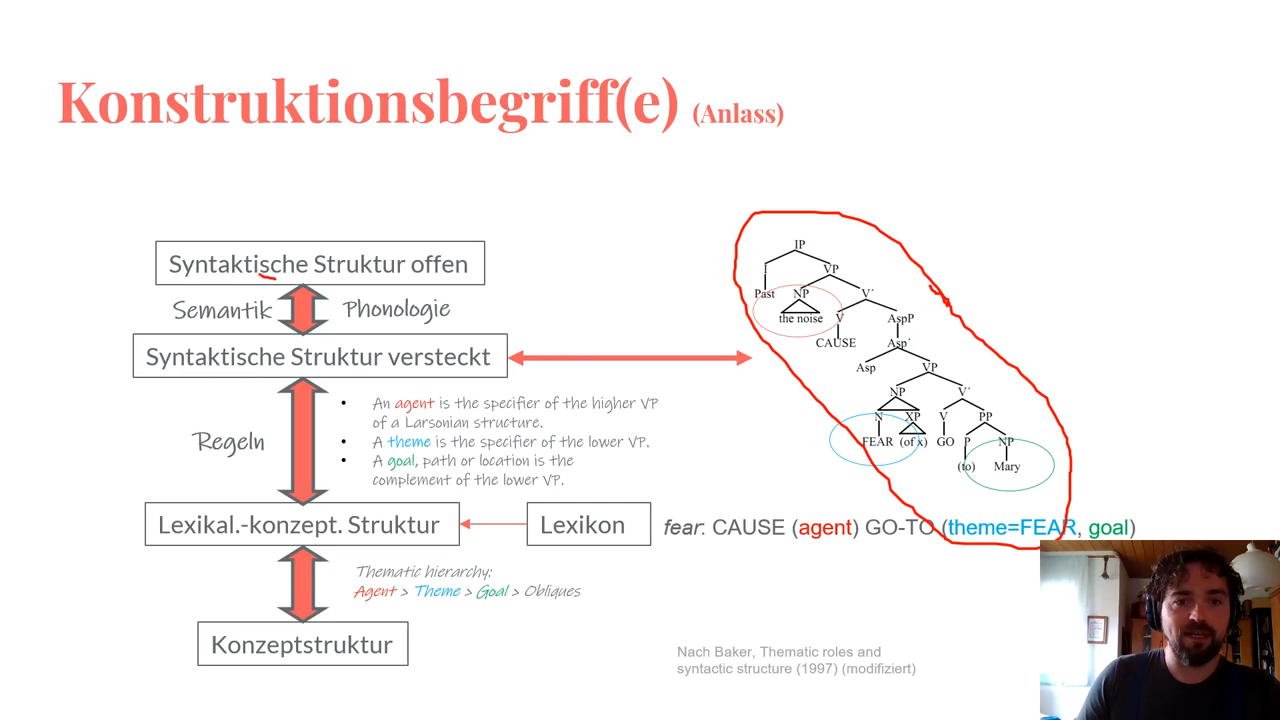 Konstruktionsbegriff(e) (Anlass)
Syntaktische Struktur offen
Semantik
Phonologie
Syntaktische Struktur versteckt
Regeln
• An agent is the specifier of the higher VP
of a Larsonian structure.
• A theme is the specifier of the lower VP.
• A goal, path or location is the
complement of the lower VP.
Lexikal.-konzept. Struktur
Lexikon
fear: CAUSE (agent) GO-TO (theme=FEAR, goal)
Thematic hierarchy:
Agent > Theme > Goal > Obliques
Konzeptstruktur
IP
I VP
Past NP V´
the noise V AspP
CAUSE Asp´
Asp VP
NP V´
N XP V PP
FEAR (of x) GO P NP
(to) Mary
Nach Baker, Thematic roles and
syntactic structure (1997) (modifiziert)